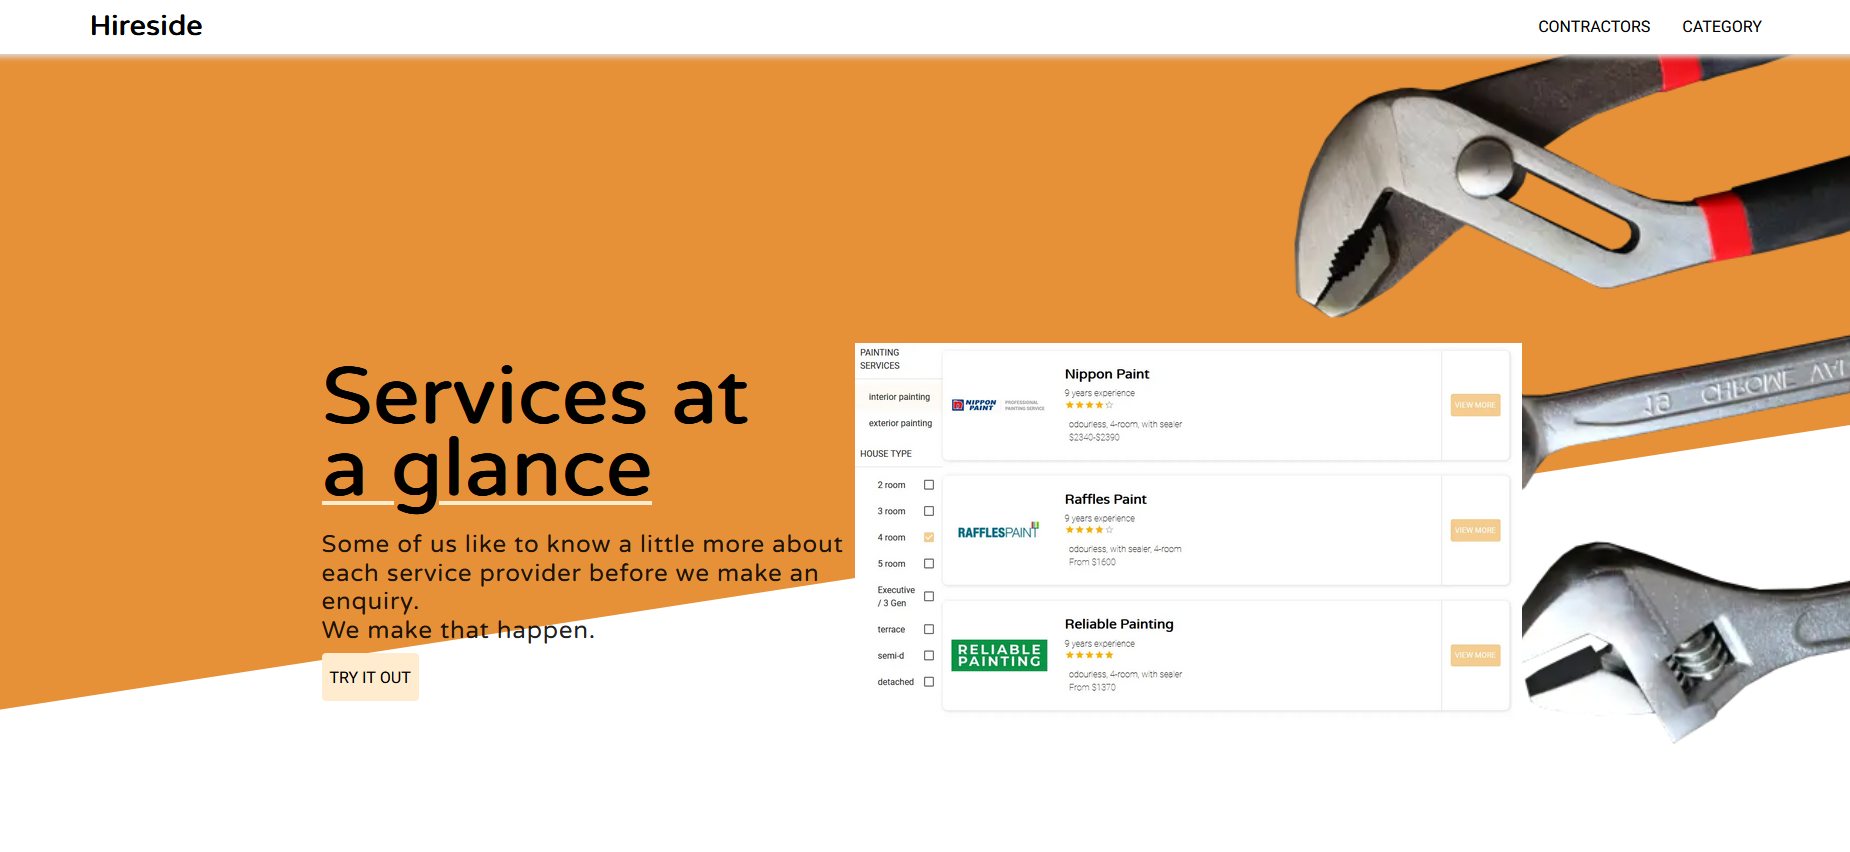 Hireside
CONTRACTORS
CATEGORY
Services at
a glance
Some of us like to know a little more about
each service provider before we make an
enquiry.
We make that happen.
TRY IT OUT
PAINTING
SERVICES
interior painting
exterior painting
HOUSE TYPE
2 room
3 room
4 room
5 room
Executive
/ 3 Gen
terrace
semi-d
detached
NIPPON
PAINT
PROFESSIONAL
PAINTING SERVICE
Nippon Paint
9 years experience
odourless, 4-room, with sealer
$2340-$2390
VIEW MORE
RAFFLESPAINT
Raffles Paint
9 years experience
odourless, with sealer, 4-room
From $1600
VIEW MORE
RELIABLE
PAINTING
Reliable Painting
9 years experience
odourless, 4-room, with sealer
From $1370
VIEW MORE
CHROME